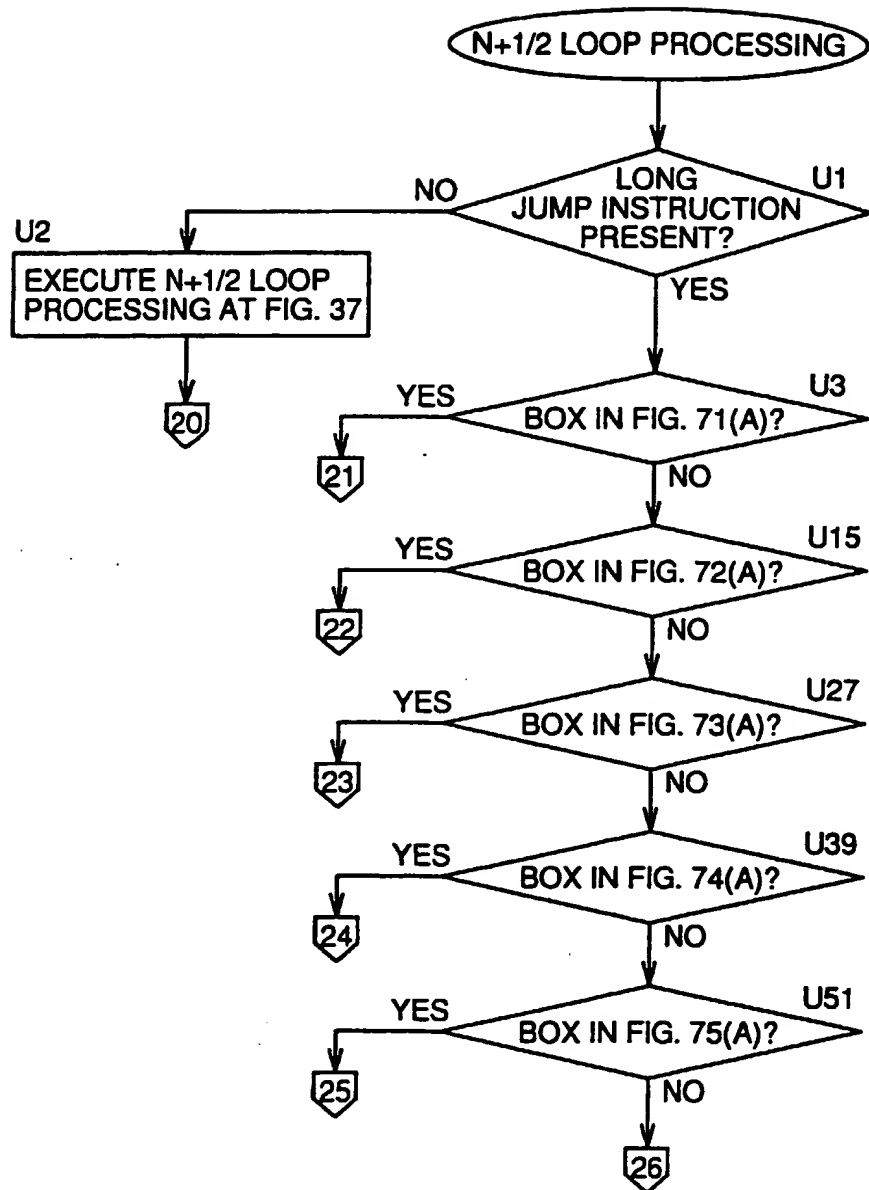 N+1/2 LOOP PROCESSING
LONG
JUMP INSTRUCTION
PRESENT?
U1
NO
YES
U2
EXECUTE N+1/2 LOOP
PROCESSING AT FIG. 37
20
U3
BOX IN FIG. 71(A)?
YES
21
NO
U15
BOX IN FIG. 72(A)?
YES
22
NO
U27
BOX IN FIG. 73(A)?
YES
23
NO
U39
BOX IN FIG. 74(A)?
YES
24
NO
U51
BOX IN FIG. 75(A)?
YES
25
NO
26